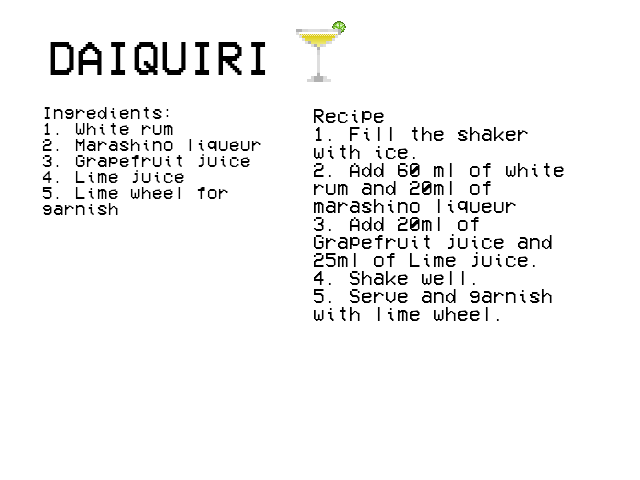 DAIQUIRI
Ingredients:
1. White rum
2. Marashino liqueur
3. Grapefruit juice
4. Lime juice
5. Lime wheel for
garnish
Recipe
1. Fill the shaker
with ice.
2. Add 60 ml of white
rum and 20ml of
marashino liqueur
3. Add 20ml of
Grapefruit juice and
25ml of Lime juice.
4. Shake well.
5. Serve and garnish
with lime wheel.